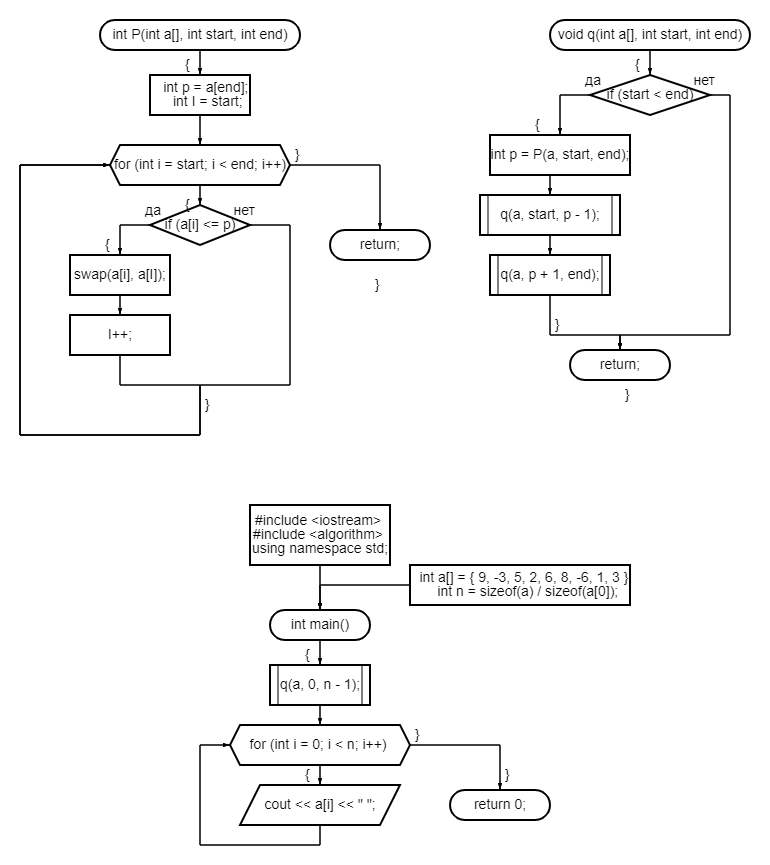 int P(int a[], int start, int end)
{
int p = a[end];
int l = start;
for (int i = start; i < end; i++)
}
{
да
if (a[i] <= p)
нет
{
swap(a[i], a[l]);
l++;
}
return;
}
void q(int a[], int start, int end)
{
да
if (start < end)
нет
{
int p = P(a, start, end);
q(a, start, p - 1);
q(a, p + 1, end);
}
return;
}
#include <iostream>
#include <algorithm>
using namespace std;
int a[] = { 9, -3, 5, 2, 6, 8, -6, 1, 3 }
int n = sizeof(a) / sizeof(a[0]);
int main()
{
q(a, 0, n - 1);
for (int i = 0; i < n; i++)
}
{
cout << a[i] << " ";
}
return 0;